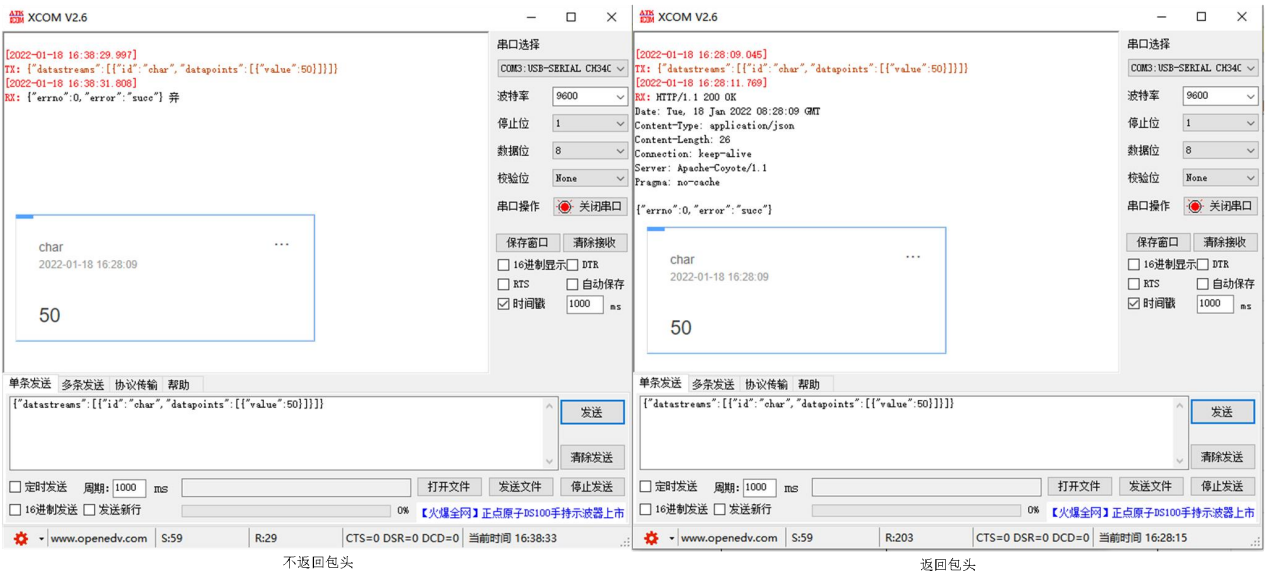 XCOM V2.6
[2022-01-18 16:38:29.997]
TX: {"datastreams":[{"id":"char","datapoints":[{"value":50}]}]}
[2022-01-18 16:38:31.808]
RX: {"errno":0,"error":"succ"} 弃
char
2022-01-18 16:28:09
50
串口选择
COM3:USB-SERIAL CH340
波特率 9600
停止位 1
数据位 8
校验位 None
串口操作 关闭串口
保存窗口 清除接收
16进制显示 DTR
RTS 自动保存
时间戳 1000 ms
单条发送 多条发送 协议传输 帮助
{"datastreams":[{"id":"char","datapoints":[{"value":50}]}]}
发送
清除发送
定时发送 周期: 1000 ms 打开文件 发送文件 停止发送
16进制发送 发送新行 0% 【火爆全网】正点原子DS100手持示波器上市
www.openedv.com S:59 R:29 CTS=0 DSR=0 DCD=0 当前时间 16:38:33
不返回包头
XCOM V2.6
[2022-01-18 16:28:09.045]
TX: {"datastreams":[{"id":"char","datapoints":[{"value":50}]}]}
[2022-01-18 16:28:11.769]
RX: HTTP/1.1 200 OK
Date: Tue, 18 Jan 2022 08:28:09 GMT
Content-Type: application/json
Content-Length: 26
Connection: keep-alive
Server: Apache-Coyote/1.1
Pragma: no-cache
{"errno":0,"error":"succ"}
char
2022-01-18 16:28:09
50
串口选择
COM3:USB-SERIAL CH340
波特率 9600
停止位 1
数据位 8
校验位 None
串口操作 关闭串口
保存窗口 清除接收
16进制显示 DTR
RTS 自动保存
时间戳 1000 ms
单条发送 多条发送 协议传输 帮助
{"datastreams":[{"id":"char","datapoints":[{"value":50}]}]}
发送
清除发送
定时发送 周期: 1000 ms 打开文件 发送文件 停止发送
16进制发送 发送新行 0% 【火爆全网】正点原子DS100手持示波器上市
www.openedv.com S:59 R:203 CTS=0 DSR=0 DCD=0 当前时间 16:28:15
返回包头